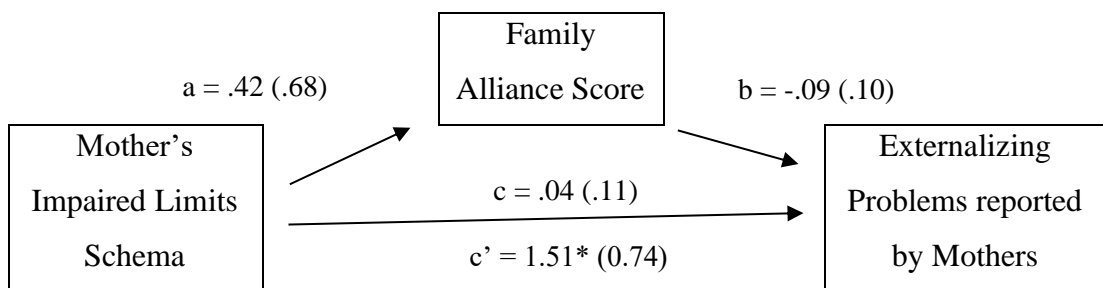 Family
Alliance Score
a = .42 (.68)
b = -.09 (.10)
Mother's
Impaired Limits
Schema
c = .04 (.11)
c' = 1.51* (0.74)
Externalizing
Problems reported
by Mothers